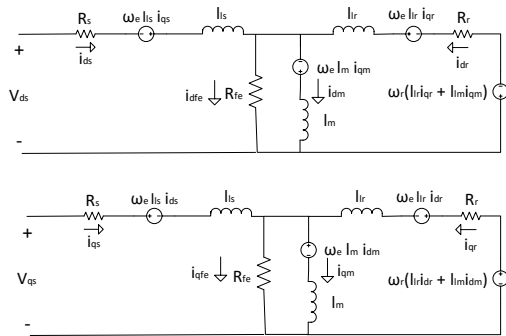 Rs ωe lls iqs lls llr ωe llr iqr Rr
+ ids ωe lm iqm idr
Vds idfe Rfe idm ωr(llriqr + lmiqm)
- lm
Rs ωe lls ids lls llr ωe llr idr Rr
+ iqs ωe lm idm iqr
Vqs iqfe Rfe iqm ωr(llridr + lmidm)
- lm